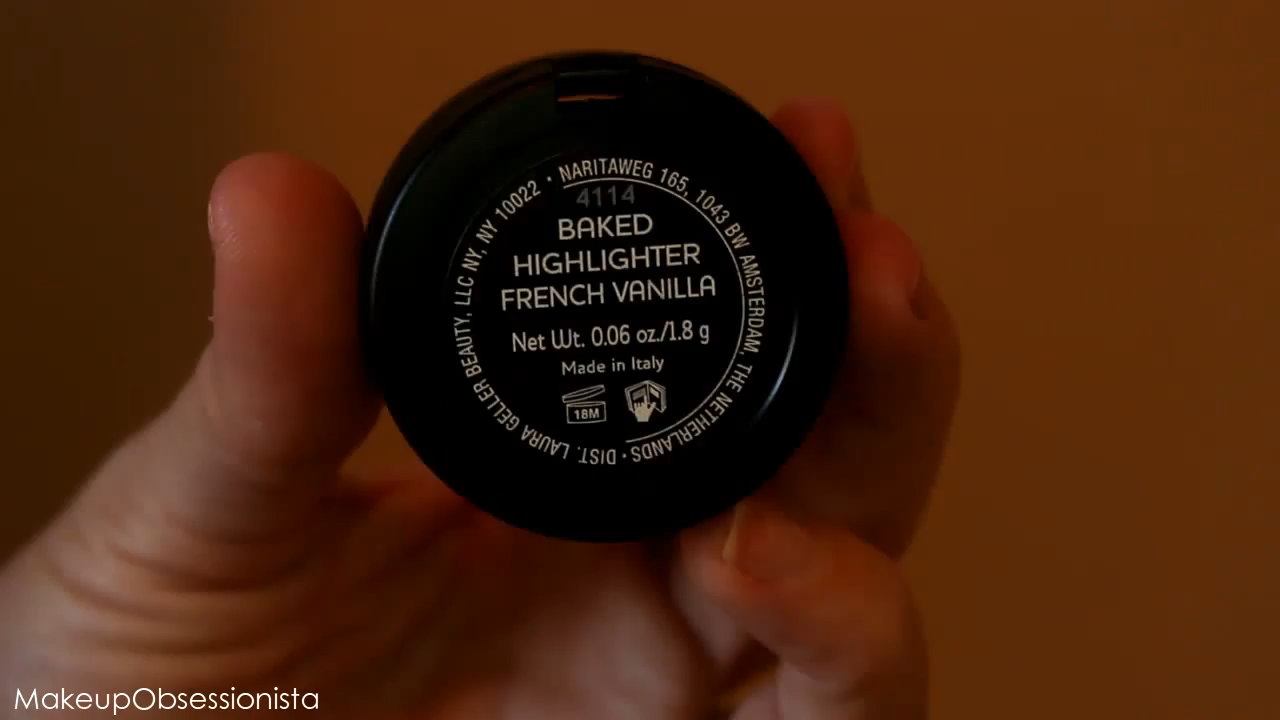 4114
BAKED
HIGHLIGHTER
FRENCH VANILLA
Net Wt. 0.06 oz./1.8 g
Made in Italy
18M
DIST. LAURA GELLER BEAUTY, LLC NY, NY 10022 • NARITAWEG 165, 1043 BW AMSTERDAM, THE NETHERLANDS •
MakeupObsessionista